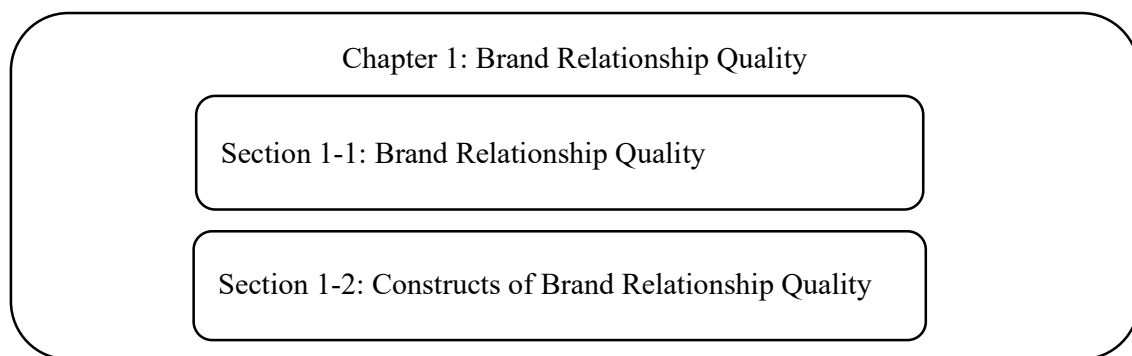 Chapter 1: Brand Relationship Quality
Section 1-1: Brand Relationship Quality
Section 1-2: Constructs of Brand Relationship Quality